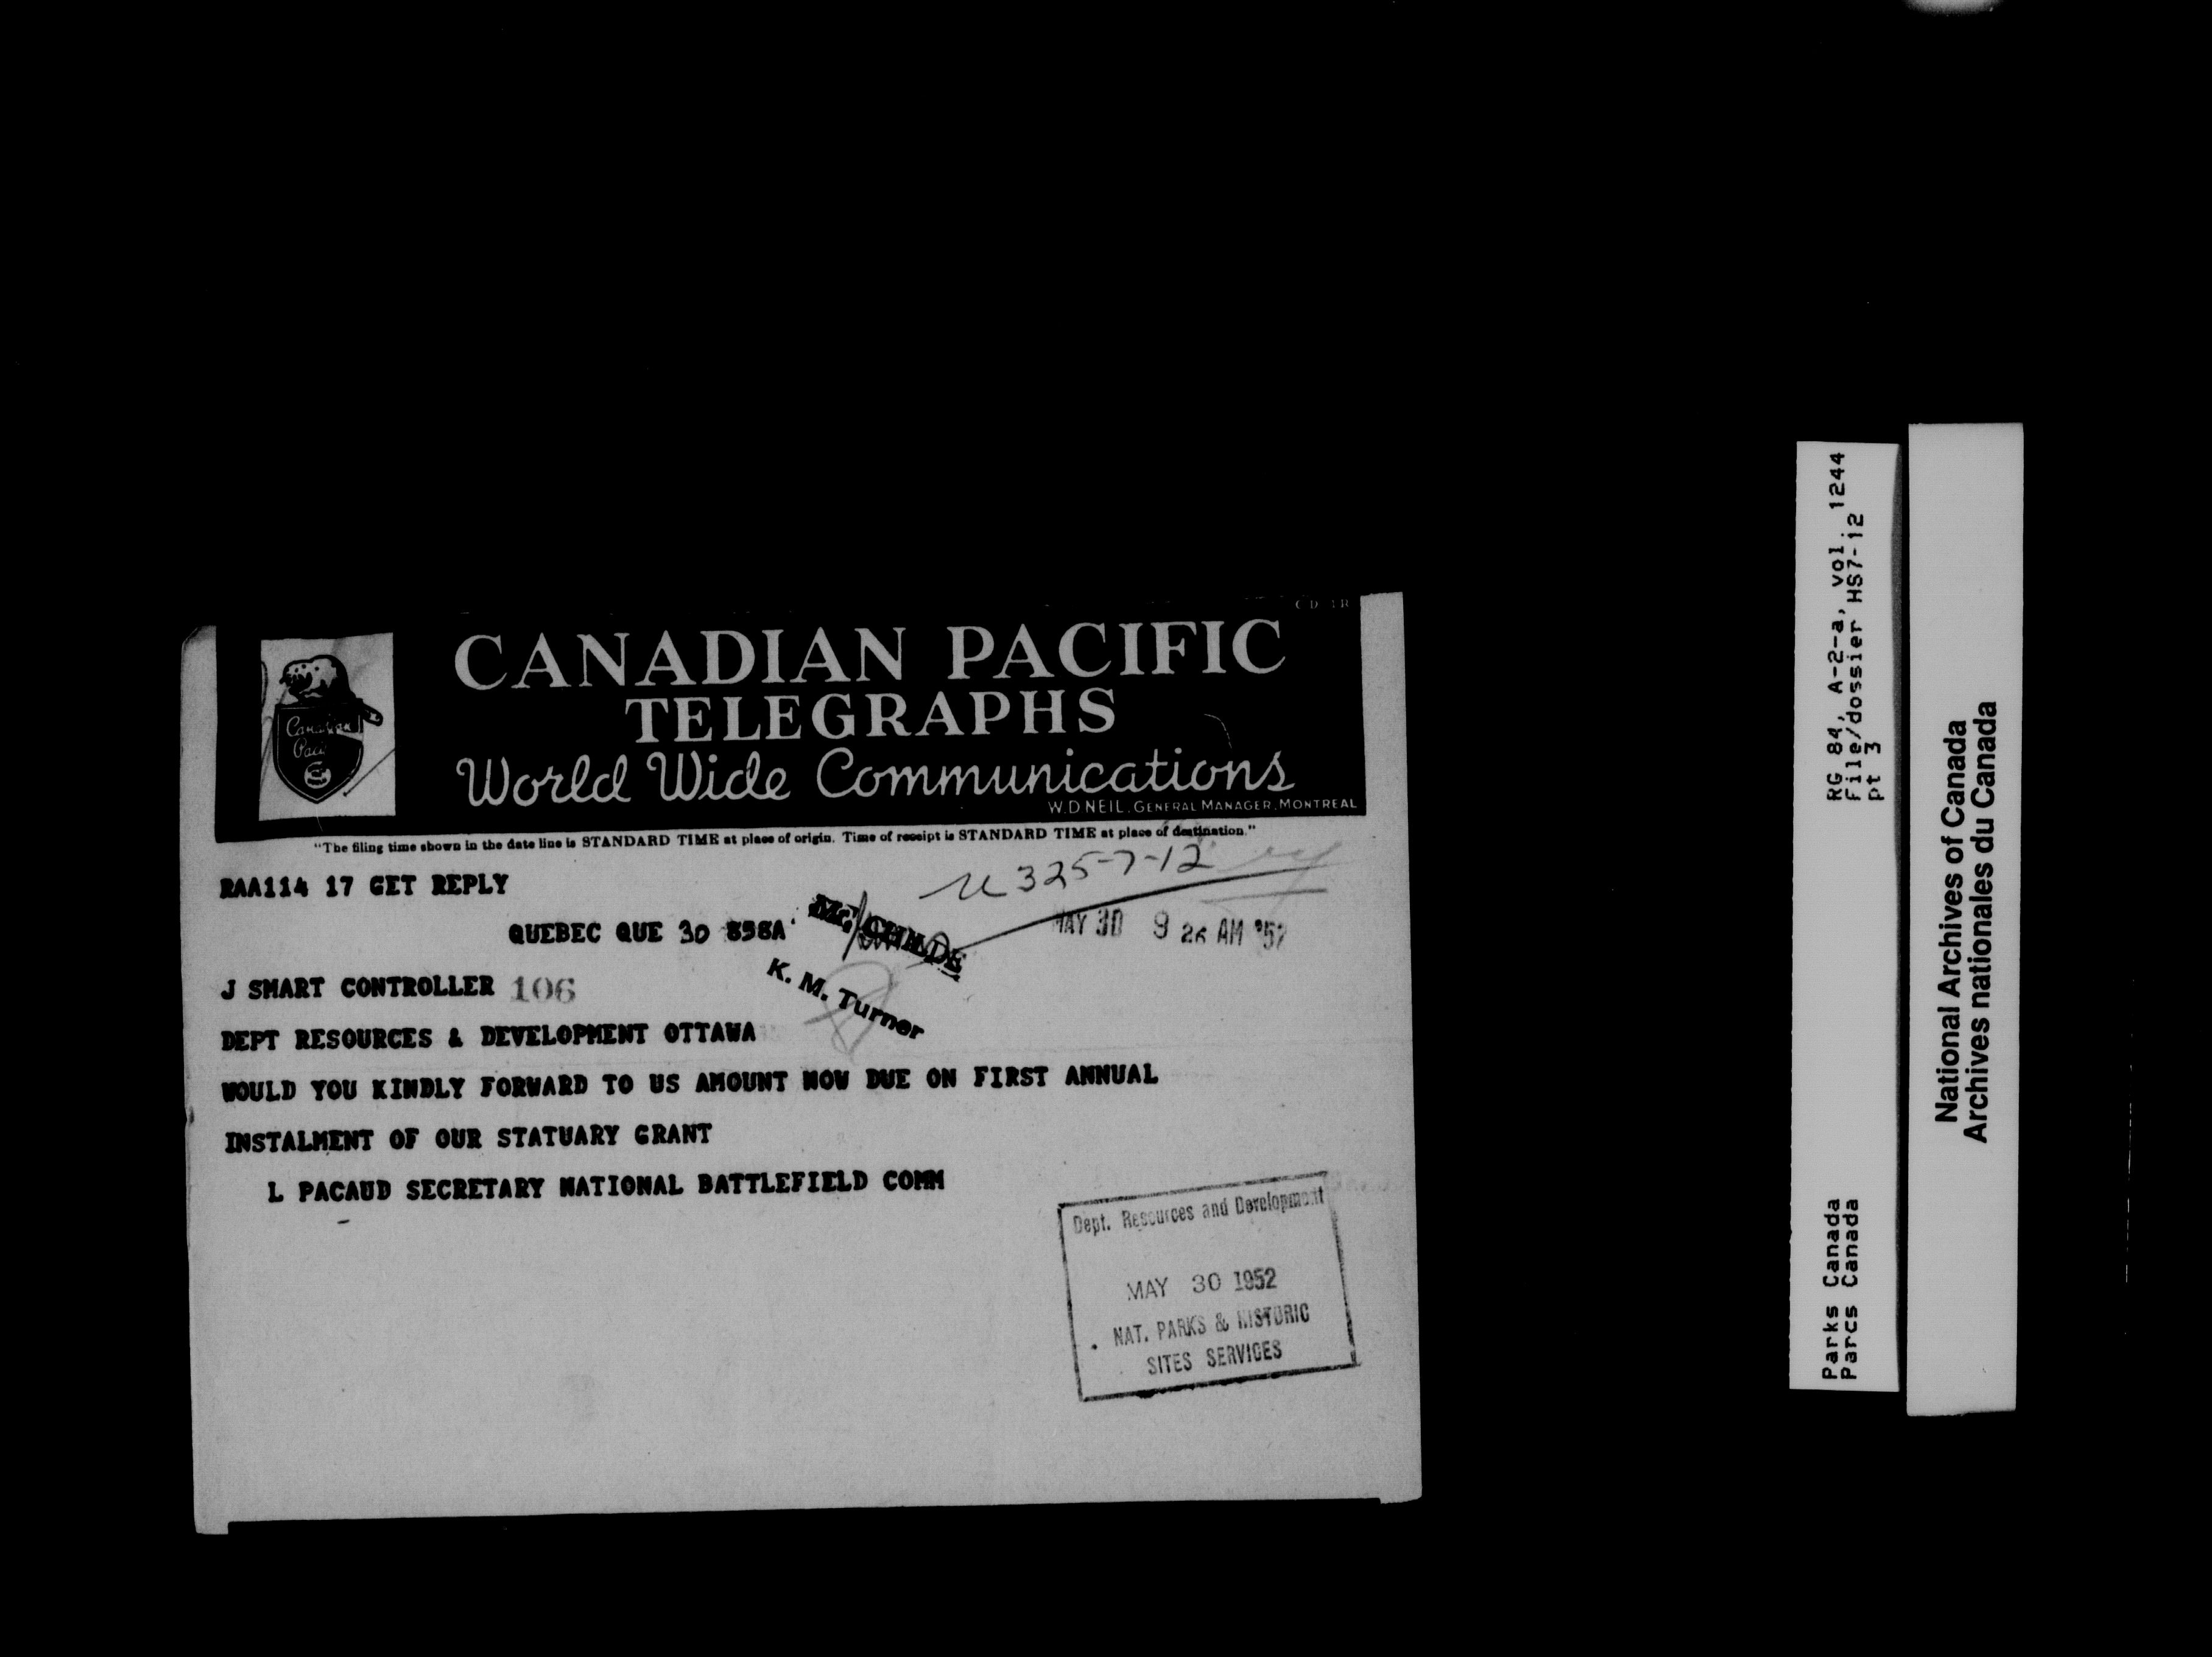 CANADIAN PACIFIC
TELEGRAPHS
World Wide Communications
W.D NEIL. GENERAL MANAGER, MONTREAL
Canadian
"The filing time shown in the date line is STANDARD TIME at place of origin. Time of receipt is STANDARD TIME at place of destination."
325-7-12
RAA114 17 GET REPLY
QUEBEC QUE 30 858A
MAY 30 9 26 AM '52
J SMART CONTROLLER 106
K. M. Turner
DEPT RESOURCES & DEVELOPMENT OTTAWA
WOULD YOU KINDLY FORWARD TO US AMOUNT NOW DUE ON FIRST ANNUAL
INSTALMENT OF OUR STATUARY GRANT
L PACAUD SECRETARY NATIONAL BATTLEFIELD COMM
Dept. Resources and Development
MAY 30 1952
NAT. PARKS & HISTORIC
SITES SERVICES
RG 84, A-2-a, vol. 1244
File/dossier HS7-12
pt 3
Parks Canada
Parcs Canada
National Archives of Canada
Archives nationales du Canada